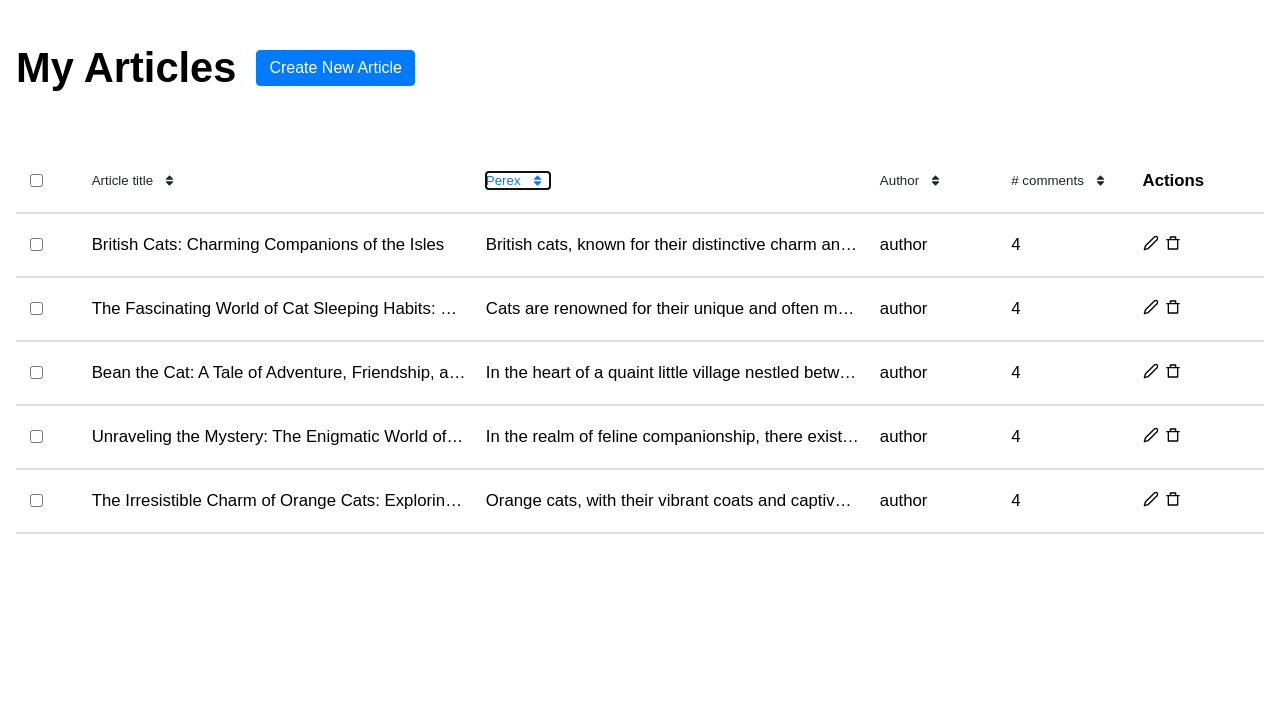 My Articles Create New Article
Article title Perex Author # comments Actions
British Cats: Charming Companions of the Isles British cats, known for their distinctive charm an… author 4
The Fascinating World of Cat Sleeping Habits: … Cats are renowned for their unique and often m… author 4
Bean the Cat: A Tale of Adventure, Friendship, a… In the heart of a quaint little village nestled betw… author 4
Unraveling the Mystery: The Enigmatic World of… In the realm of feline companionship, there exist… author 4
The Irresistible Charm of Orange Cats: Explorin… Orange cats, with their vibrant coats and captiv… author 4